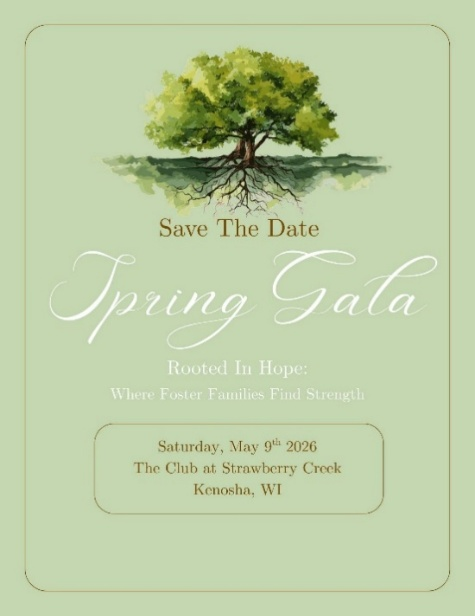 Save The Date
Spring Gala
Rooted In Hope:
Where Foster Families Find Strength
Saturday, May 9th 2026
The Club at Strawberry Creek
Kenosha, WI